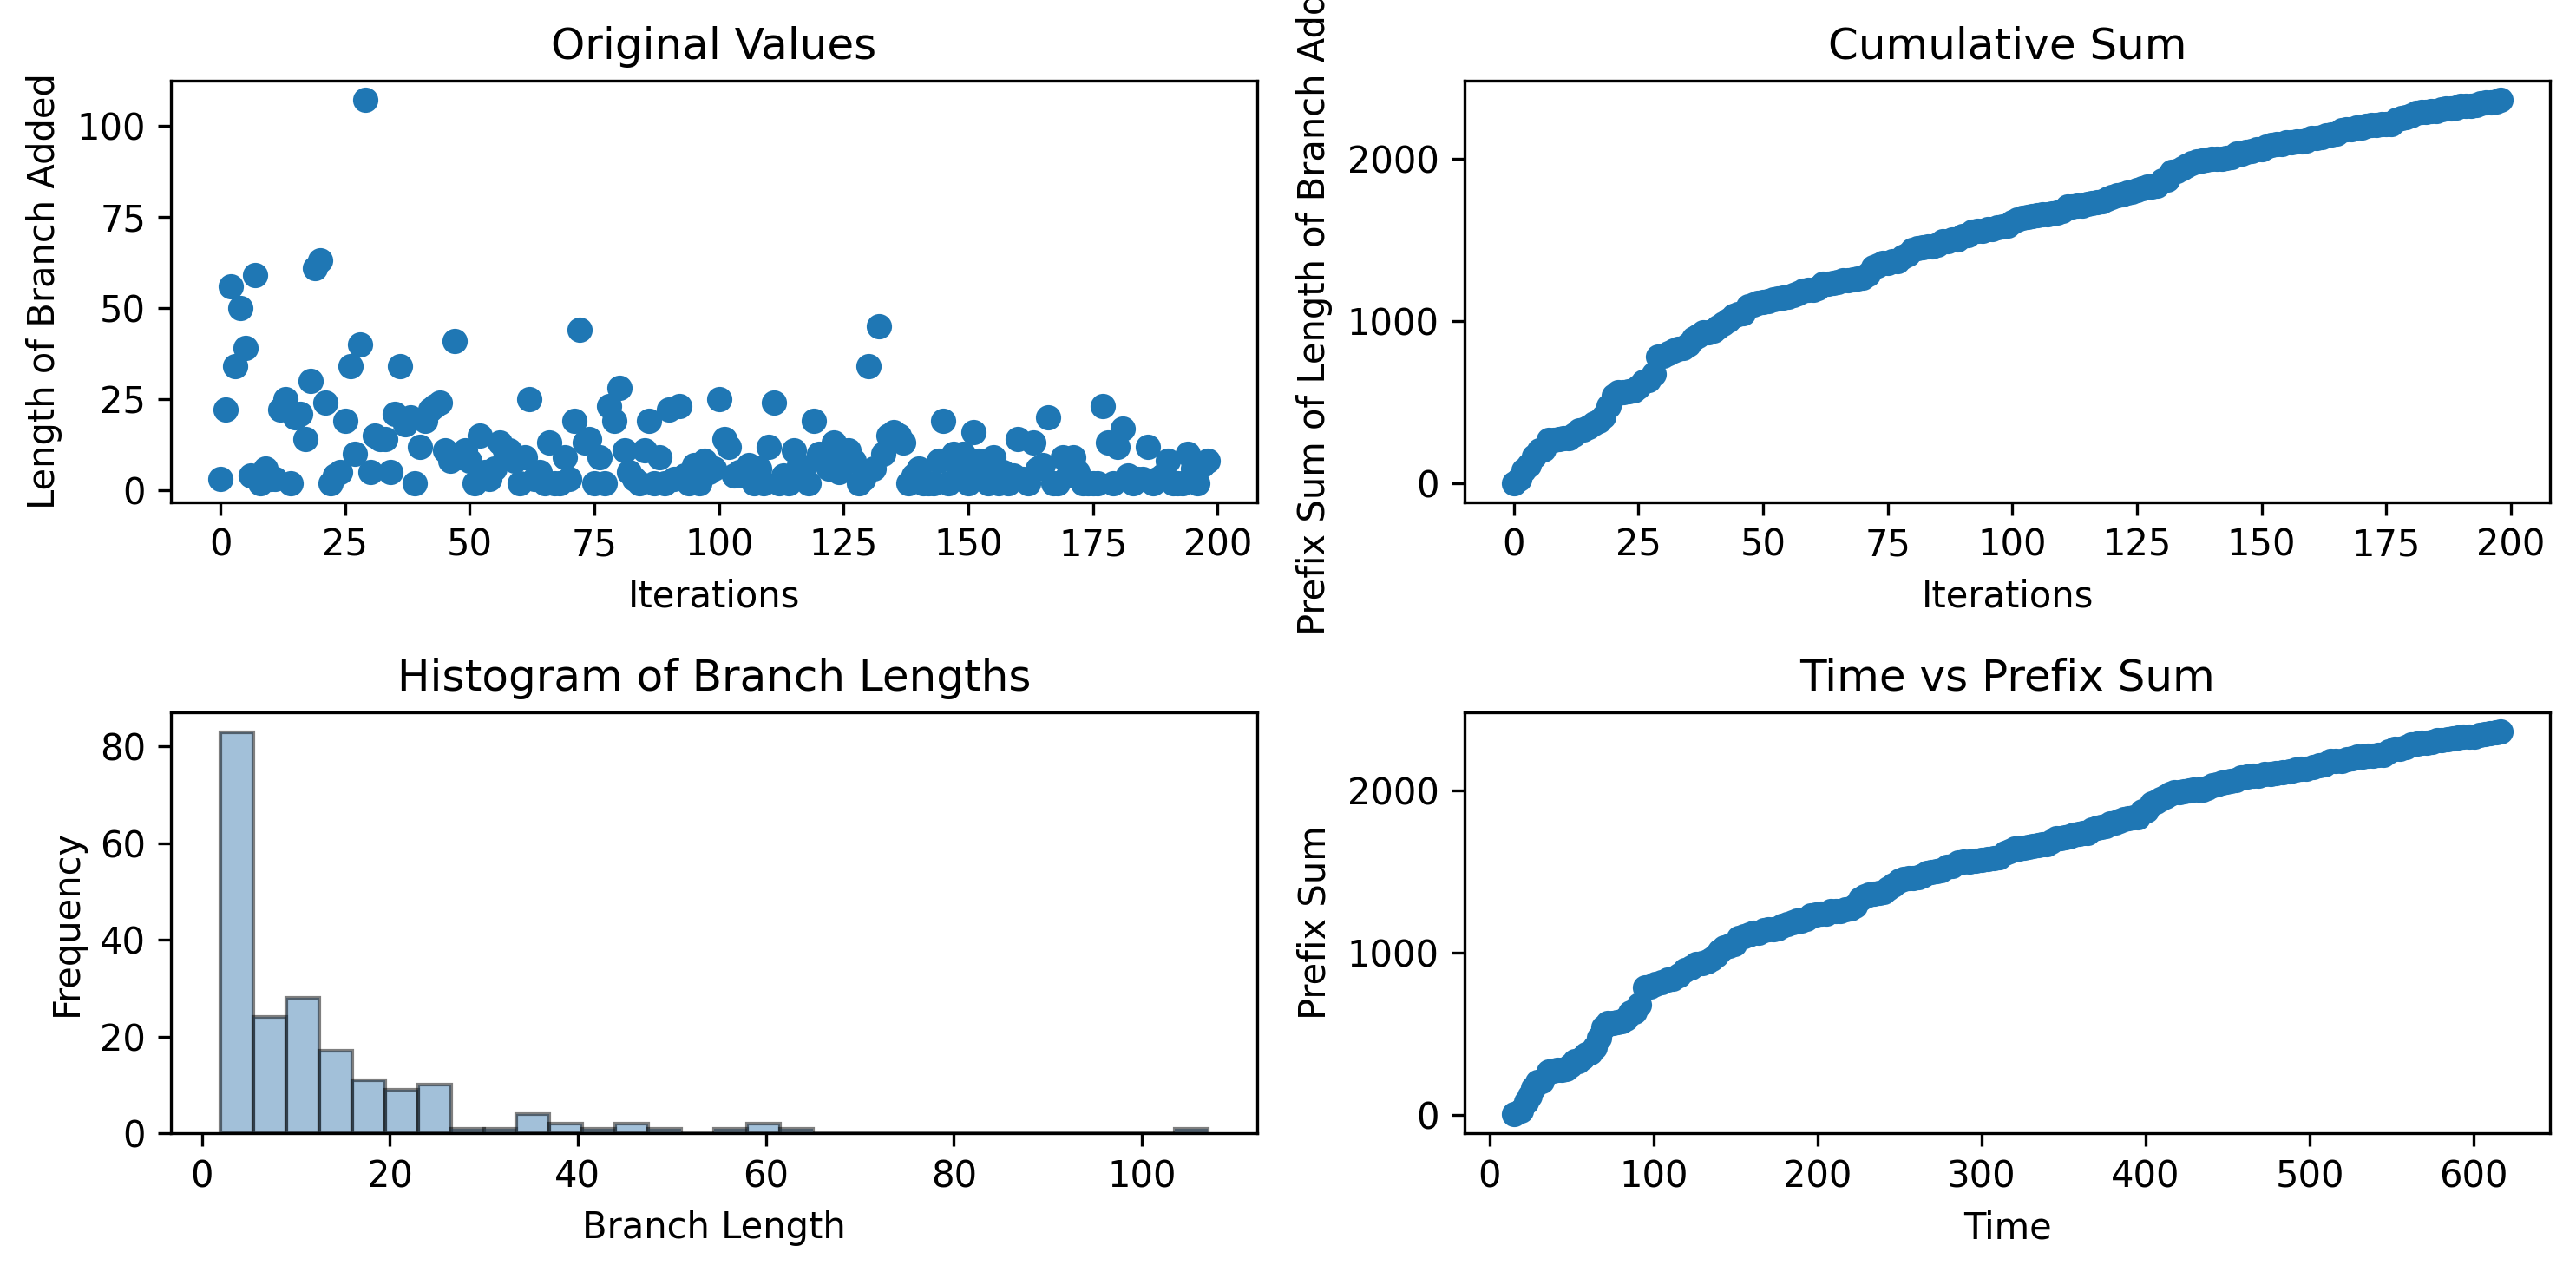 Original Values
Length of Branch Added
100
75
50
25
0
0 25 50 75 100 125 150 175 200
Iterations
Cumulative Sum
Prefix Sum of Length of Branch
2000
1000
0
0 25 50 75 100 125 150 175 200
Iterations
Histogram of Branch Lengths
Frequency
80
60
40
20
0
0 20 40 60 80 100
Branch Length
Time vs Prefix Sum
Prefix Sum
2000
1000
0
0 100 200 300 400 500 600
Time